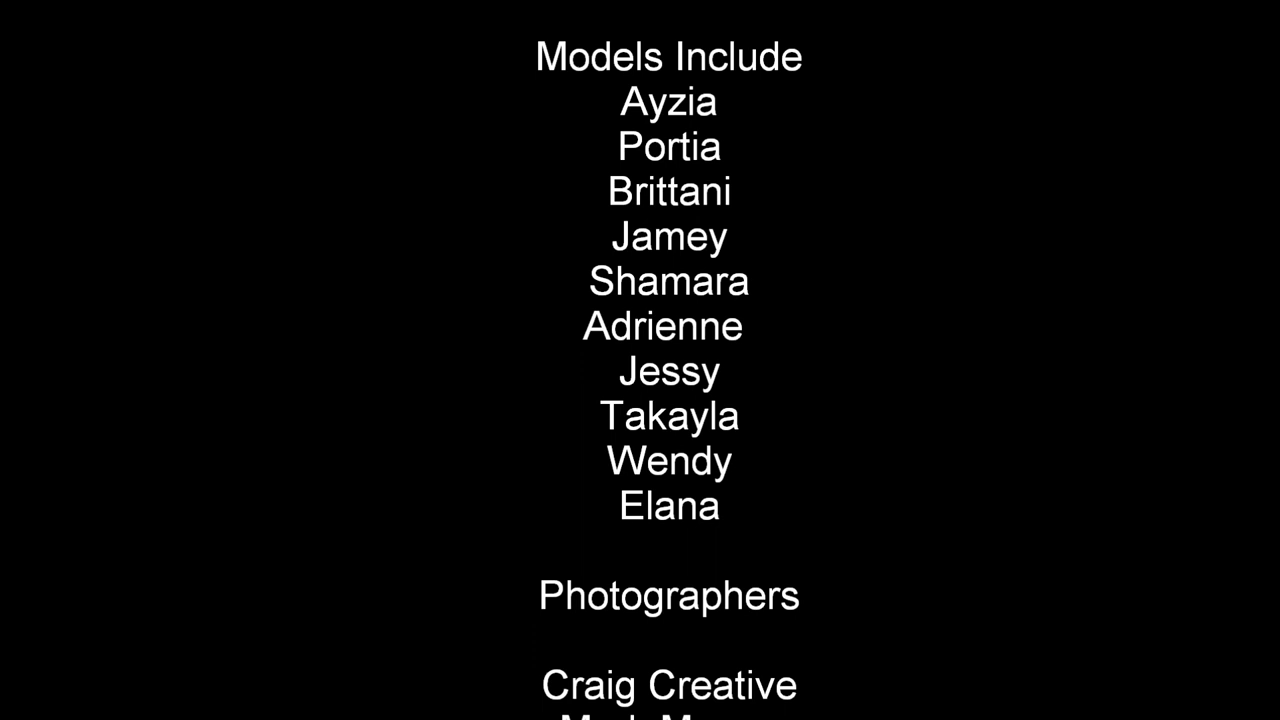 Models Include
Ayzia
Portia
Brittani
Jamey
Shamara
Adrienne
Jessy
Takayla
Wendy
Elana
Photographers
Craig Creative